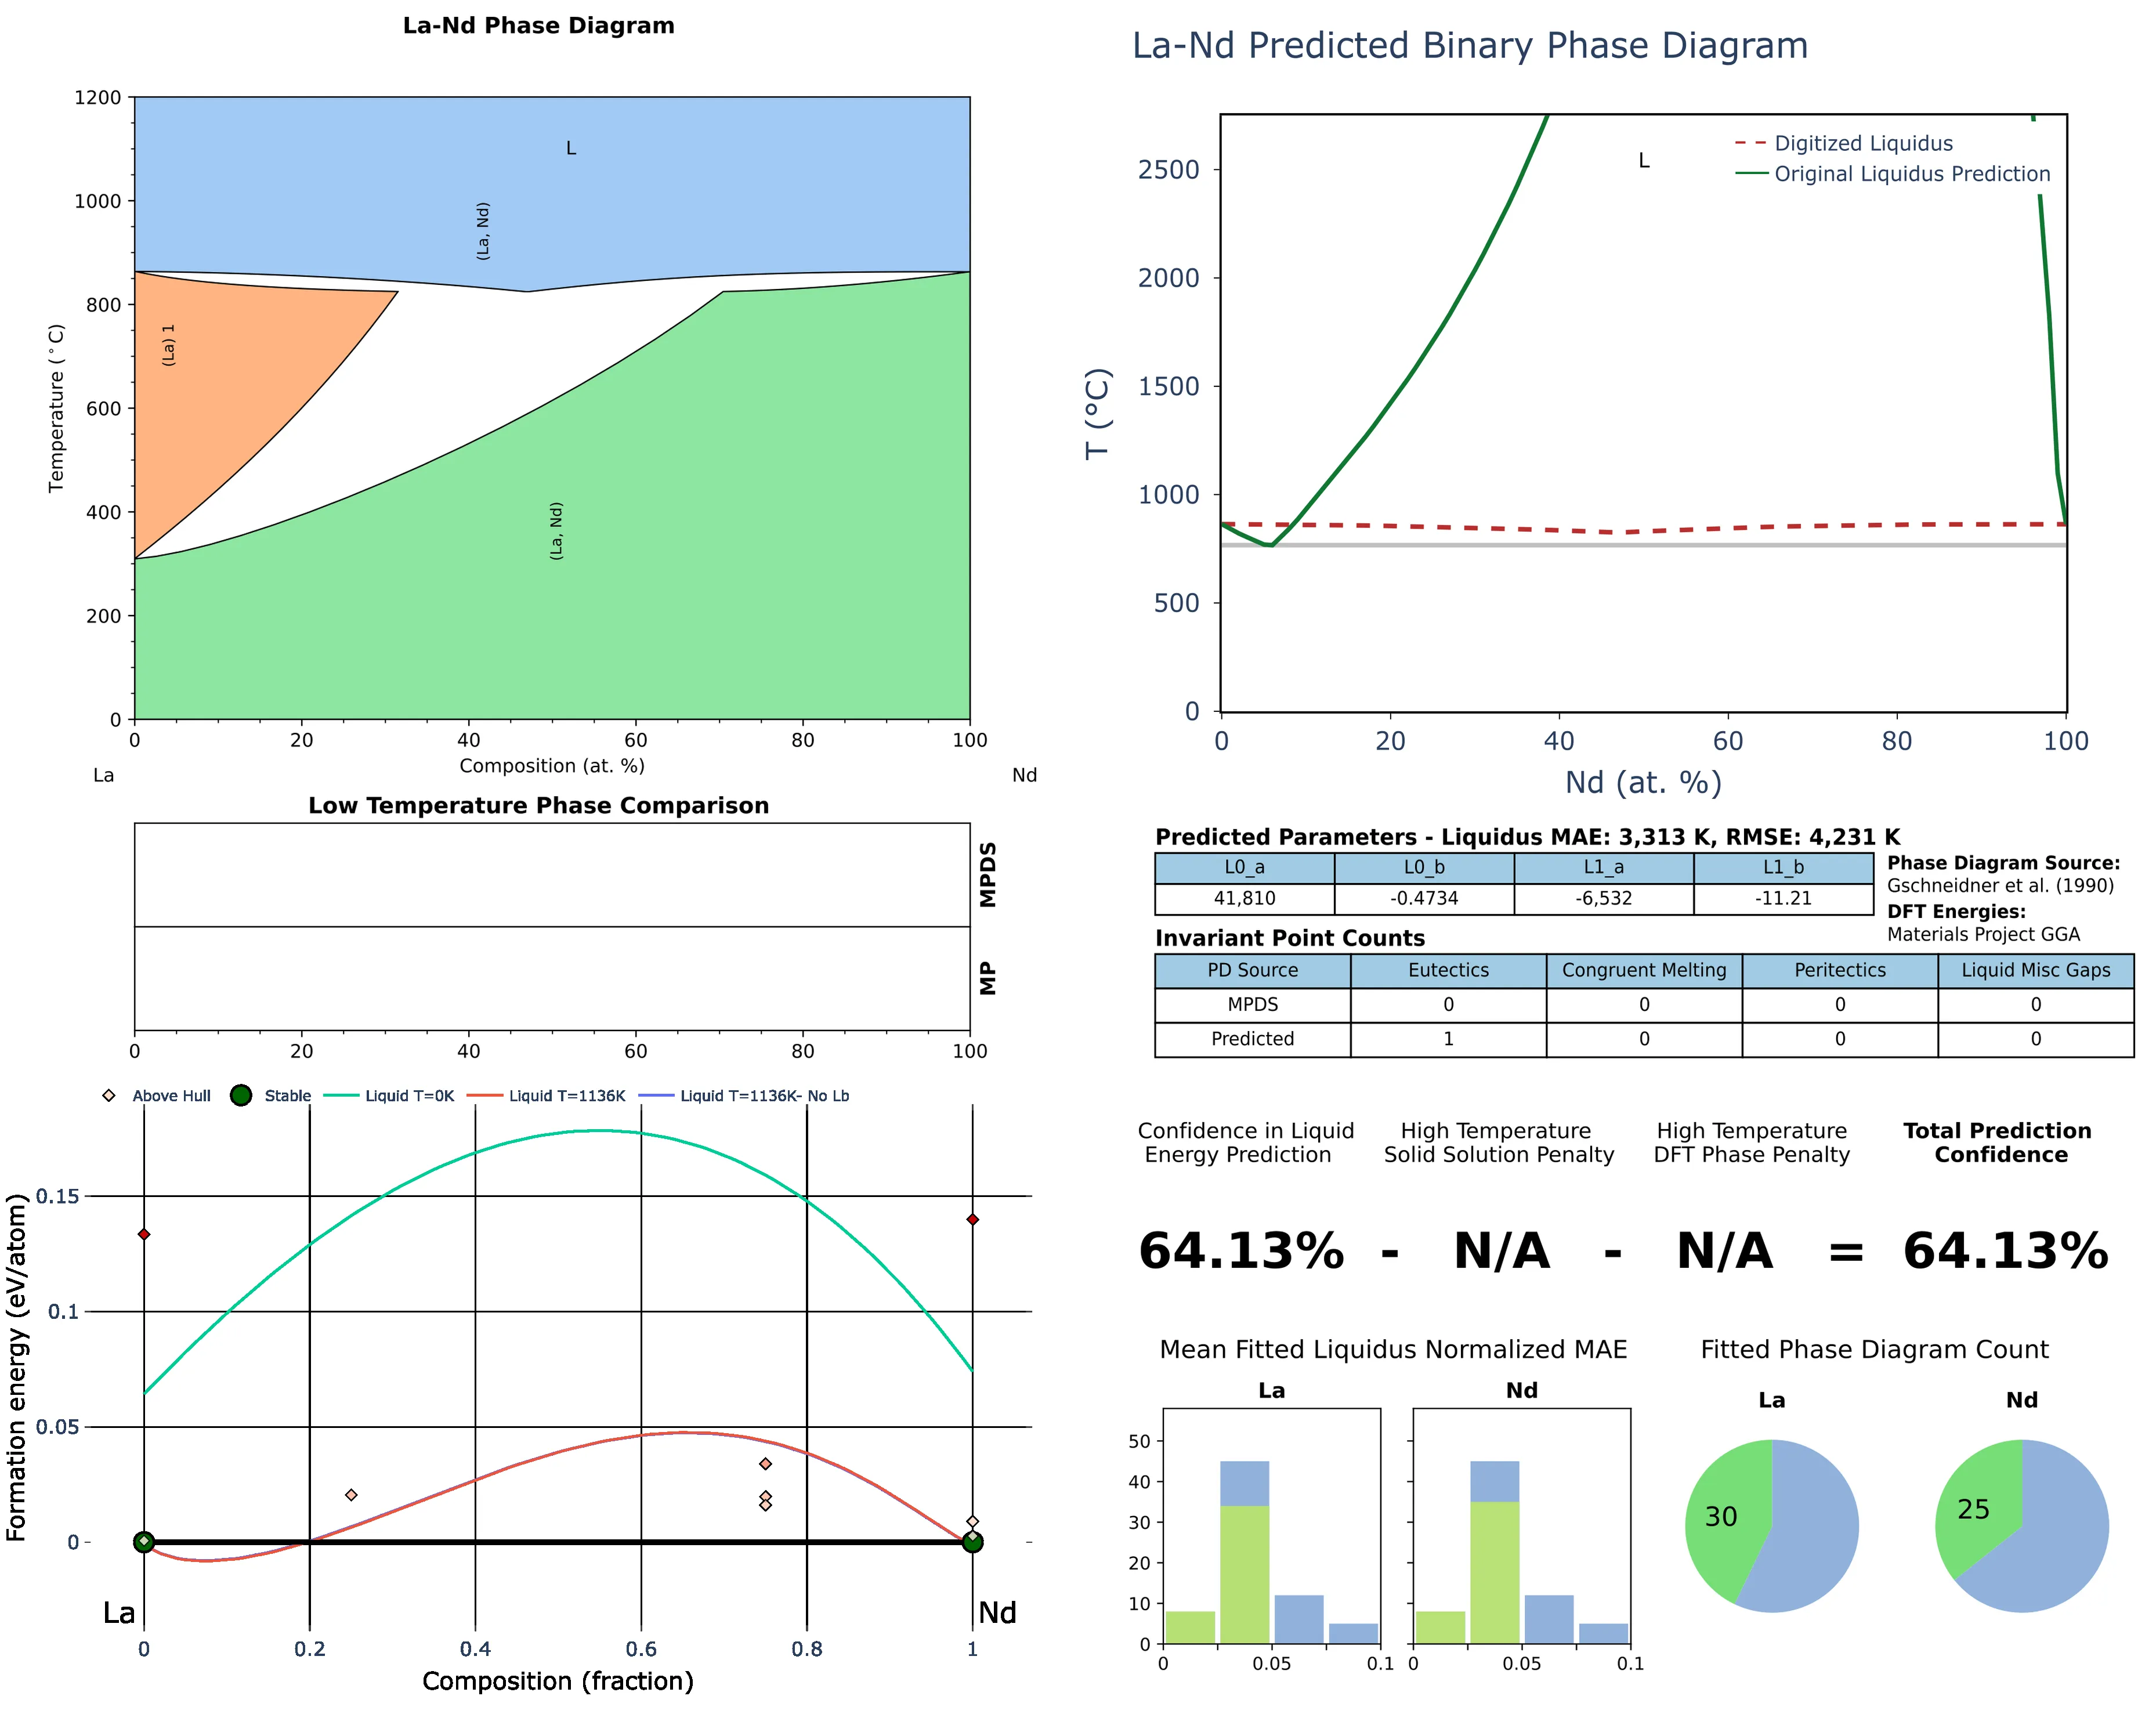 La-Nd Phase Diagram
1200
1000
800
600
400
200
0
Temperature (°C)
L
(La, Nd)
(La) 1
(La, Nd)
0 20 40 60 80 100
Composition (at. %)
La Nd
La-Nd Predicted Binary Phase Diagram
2500
2000
1500
1000
500
0
T (°C)
L
Digitized Liquidus
Original Liquidus Prediction
0 20 40 60 80 100
Nd (at. %)
Low Temperature Phase Comparison
MPDS
MP
0 20 40 60 80 100
Predicted Parameters - Liquidus MAE: 3,313 K, RMSE: 4,231 K
L0_a L0_b L1_a L1_b
41,810 -0.4734 -6,532 -11.21
Phase Diagram Source:
Gschneidner et al. (1990)
DFT Energies:
Materials Project GGA
Invariant Point Counts
PD Source Eutectics Congruent Melting Peritectics Liquid Misc Gaps
MPDS 0 0 0 0
Predicted 1 0 0 0
Above Hull Stable Liquid T=0K Liquid T=1136K Liquid T=1136K- No Lb
0.15
0.1
0.05
0
Formation energy (eV/atom)
La Nd
0 0.2 0.4 0.6 0.8 1
Composition (fraction)
Confidence in Liquid
Energy Prediction
High Temperature
Solid Solution Penalty
High Temperature
DFT Phase Penalty
Total Prediction
Confidence
64.13% - N/A - N/A = 64.13%
Mean Fitted Liquidus Normalized MAE
La Nd
50
40
30
20
10
0
0 0.05 0.1 0 0.05 0.1
Fitted Phase Diagram Count
La Nd
30 25